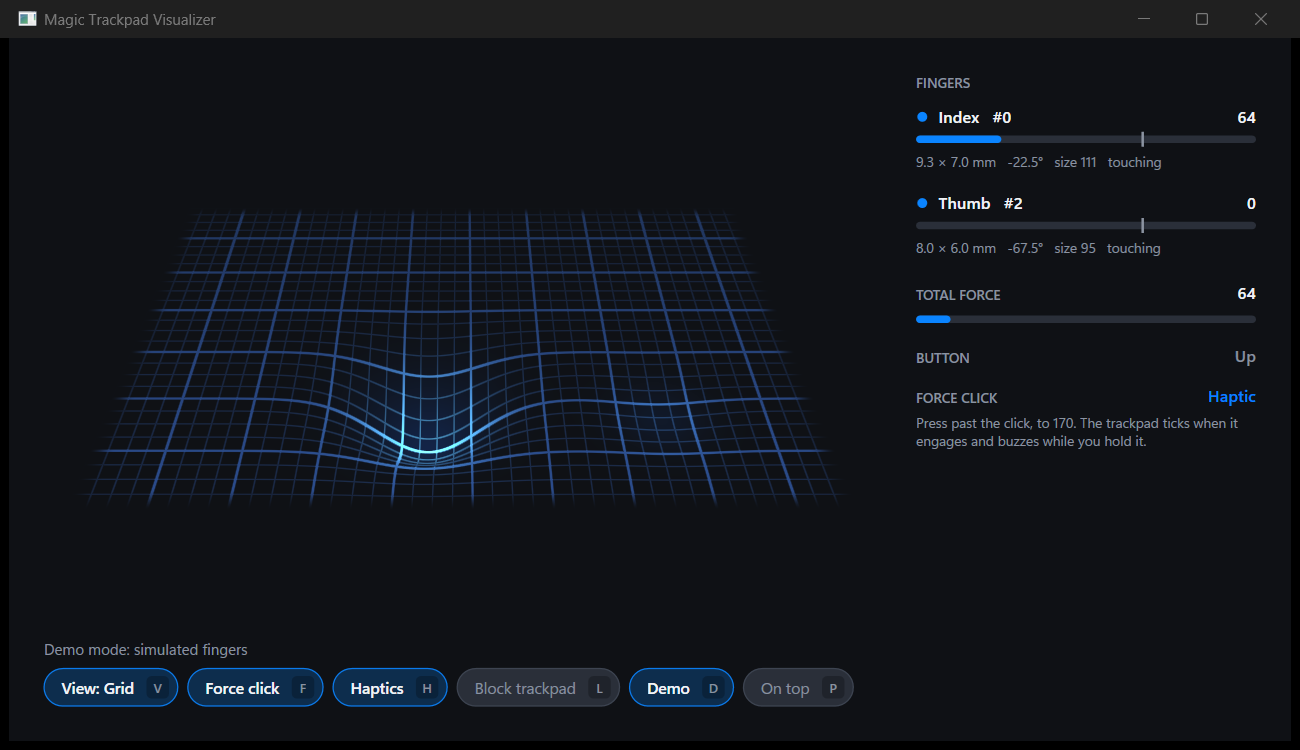 Magic Trackpad Visualizer
FINGERS
Index #0 64
9.3 × 7.0 mm -22.5° size 111 touching
Thumb #2 0
8.0 × 6.0 mm -67.5° size 95 touching
TOTAL FORCE 64
BUTTON Up
FORCE CLICK Haptic
Press past the click, to 170. The trackpad ticks when it
engages and buzzes while you hold it.
Demo mode: simulated fingers
View: Grid V Force click F Haptics H Block trackpad L Demo D On top P